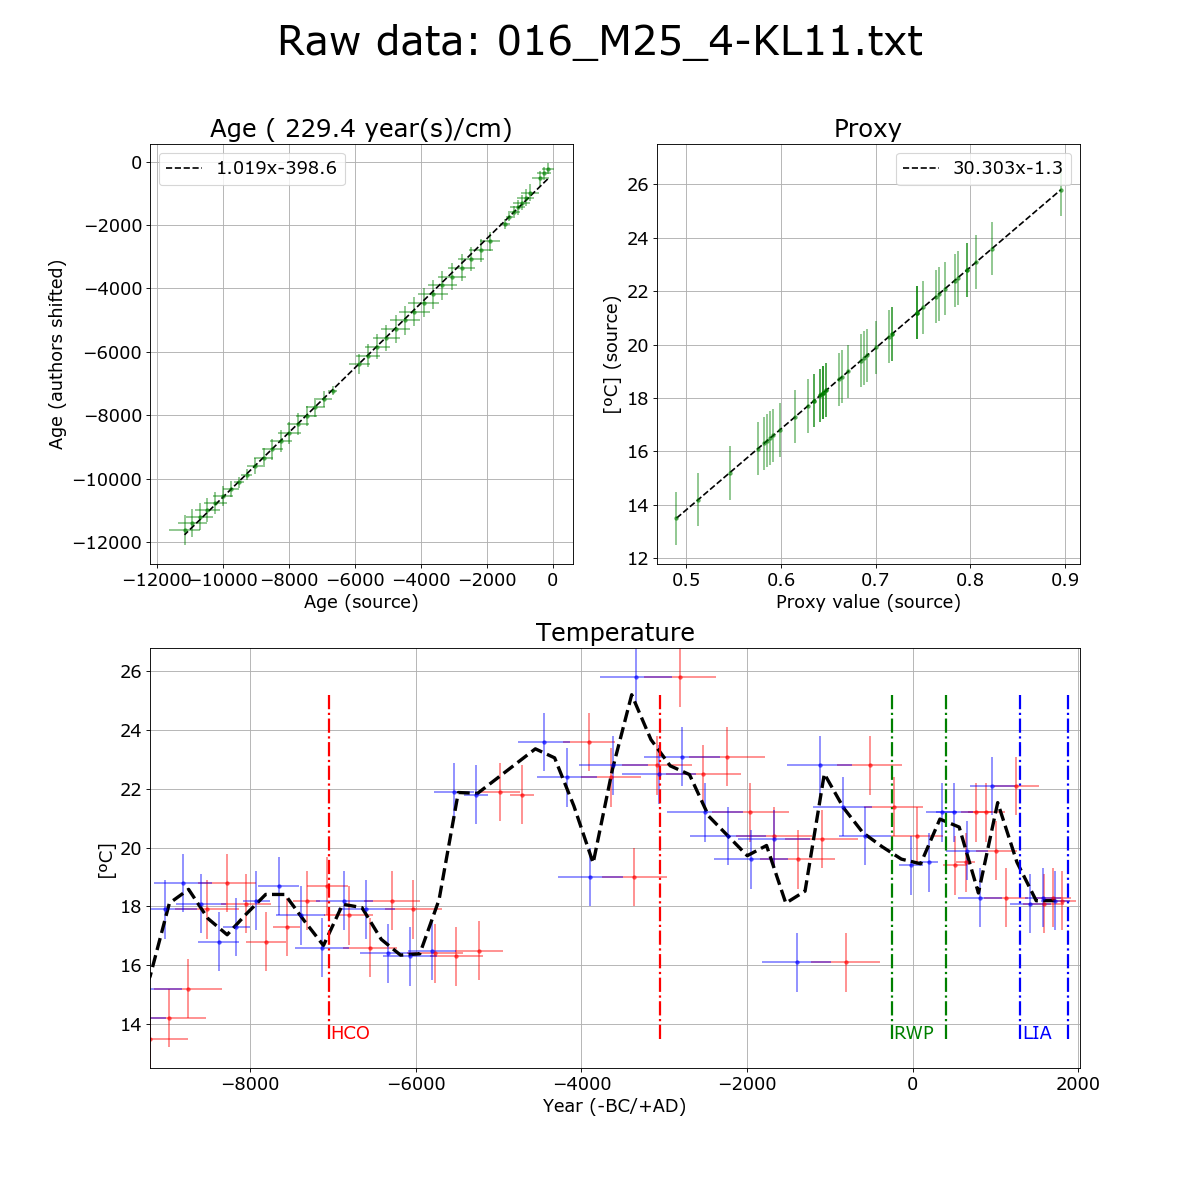 Raw data: 016_M25_4-KL11.txt
Age ( 229.4 year(s)/cm)
1.019x-398.6
0
−2000
−4000
−6000
−8000
−10000
−12000
Age (authors shifted)
−12000 −10000 −8000 −6000 −4000 −2000 0
Age (source)
Proxy
30.303x-1.3
26
24
22
20
18
16
14
12
[ºC] (source)
0.5 0.6 0.7 0.8 0.9
Proxy value (source)
Temperature
26
24
22
20
18
16
14
[ºC]
HCO
RWP
LIA
−8000 −6000 −4000 −2000 0 2000
Year (-BC/+AD)